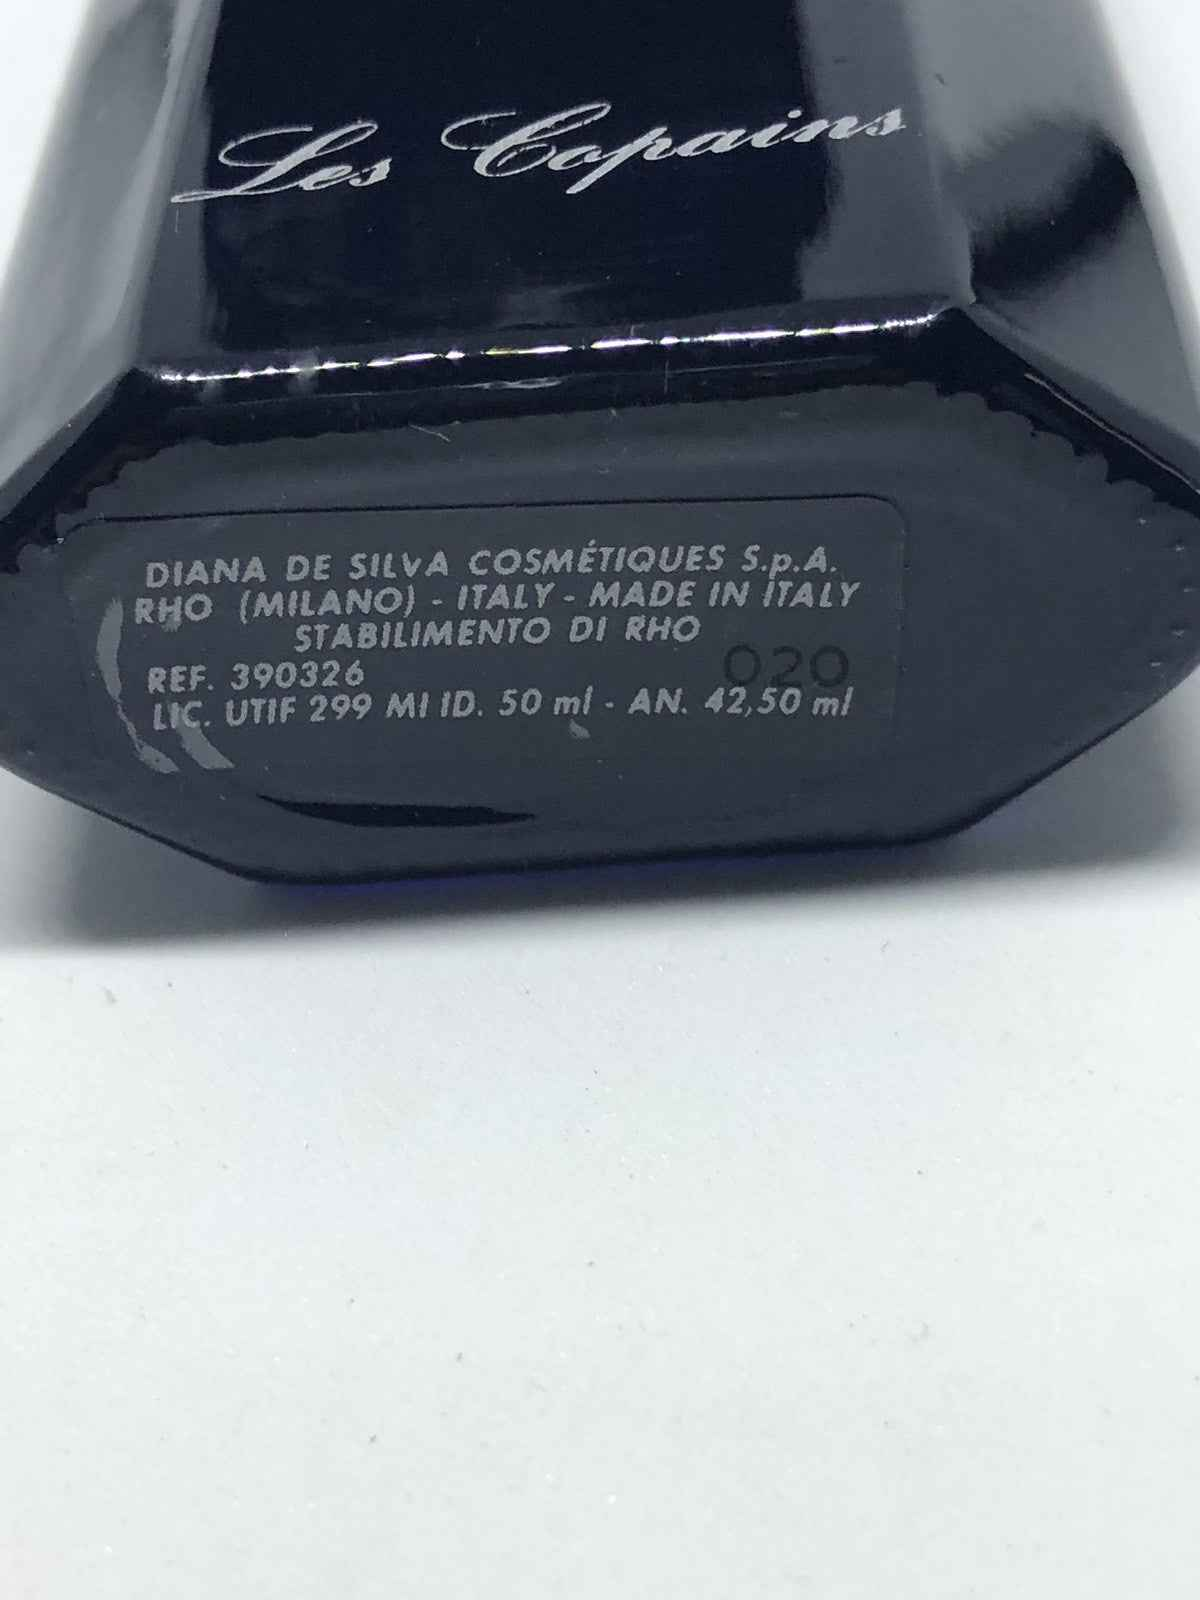 Les Copains
DIANA DE SILVA COSMÉTIQUES S.p.A.
RHO (MILANO) - ITALY - MADE IN ITALY
STABILIMENTO DI RHO
REF. 390326 020
LIC. UTIF 299 MI ID. 50 ml - AN. 42,50 ml